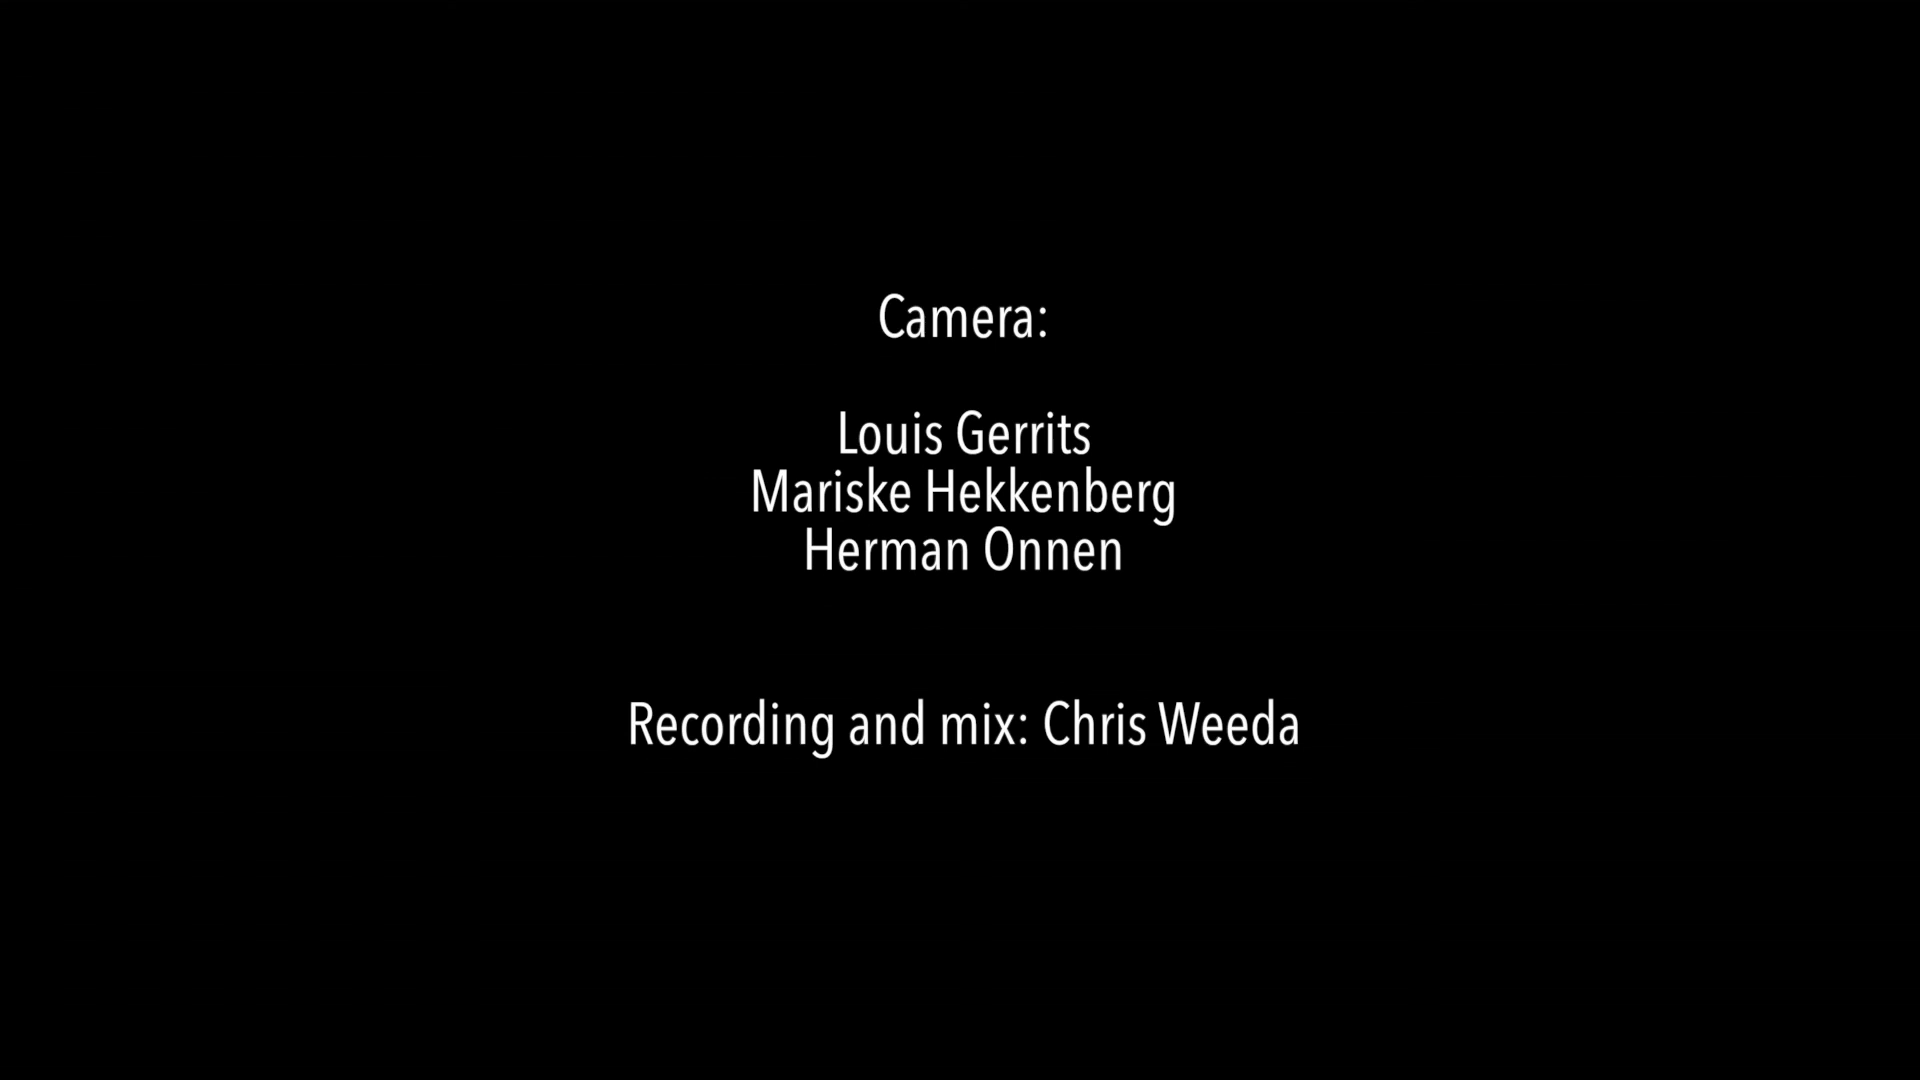 Camera:
Louis Gerrits
Mariske Hekkenberg
Herman Onnen
Recording and mix: Chris Weeda